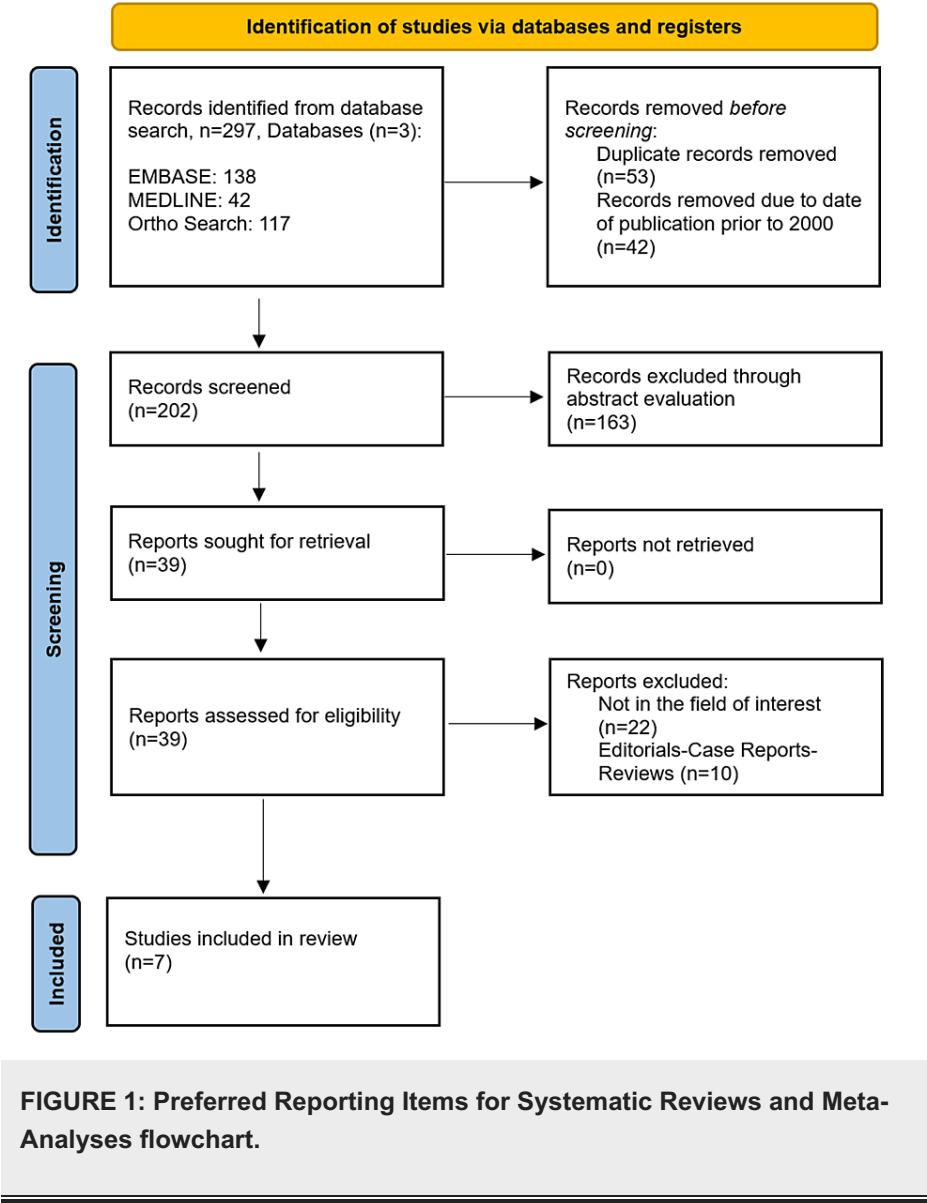 Identification of studies via databases and registers
Identification
Records identified from database
search, n=297, Databases (n=3):
EMBASE: 138
MEDLINE: 42
Ortho Search: 117
Records removed before
screening:
Duplicate records removed
(n=53)
Records removed due to date
of publication prior to 2000
(n=42)
Screening
Records screened
(n=202)
Records excluded through
abstract evaluation
(n=163)
Reports sought for retrieval
(n=39)
Reports not retrieved
(n=0)
Reports assessed for eligibility
(n=39)
Reports excluded:
Not in the field of interest
(n=22)
Editorials-Case Reports-
Reviews (n=10)
Included
Studies included in review
(n=7)
FIGURE 1: Preferred Reporting Items for Systematic Reviews and Meta-
Analyses flowchart.